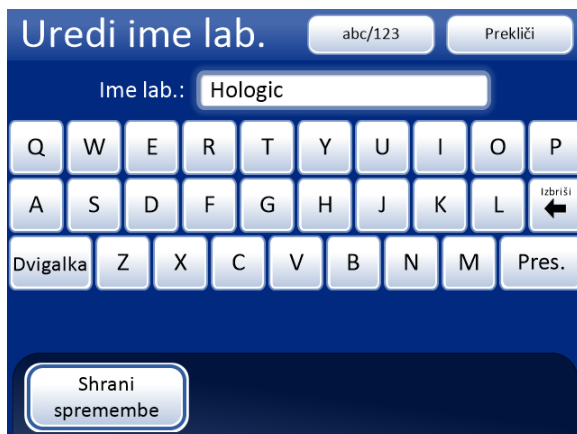 Uredi ime lab.
abc/123
Prekliči
Ime lab.: Hologic
Q W E R T Y U I O P
A S D F G H J K L Izbriši
Dvigalka Z X C V B N M Pres.
Shrani
spremembe